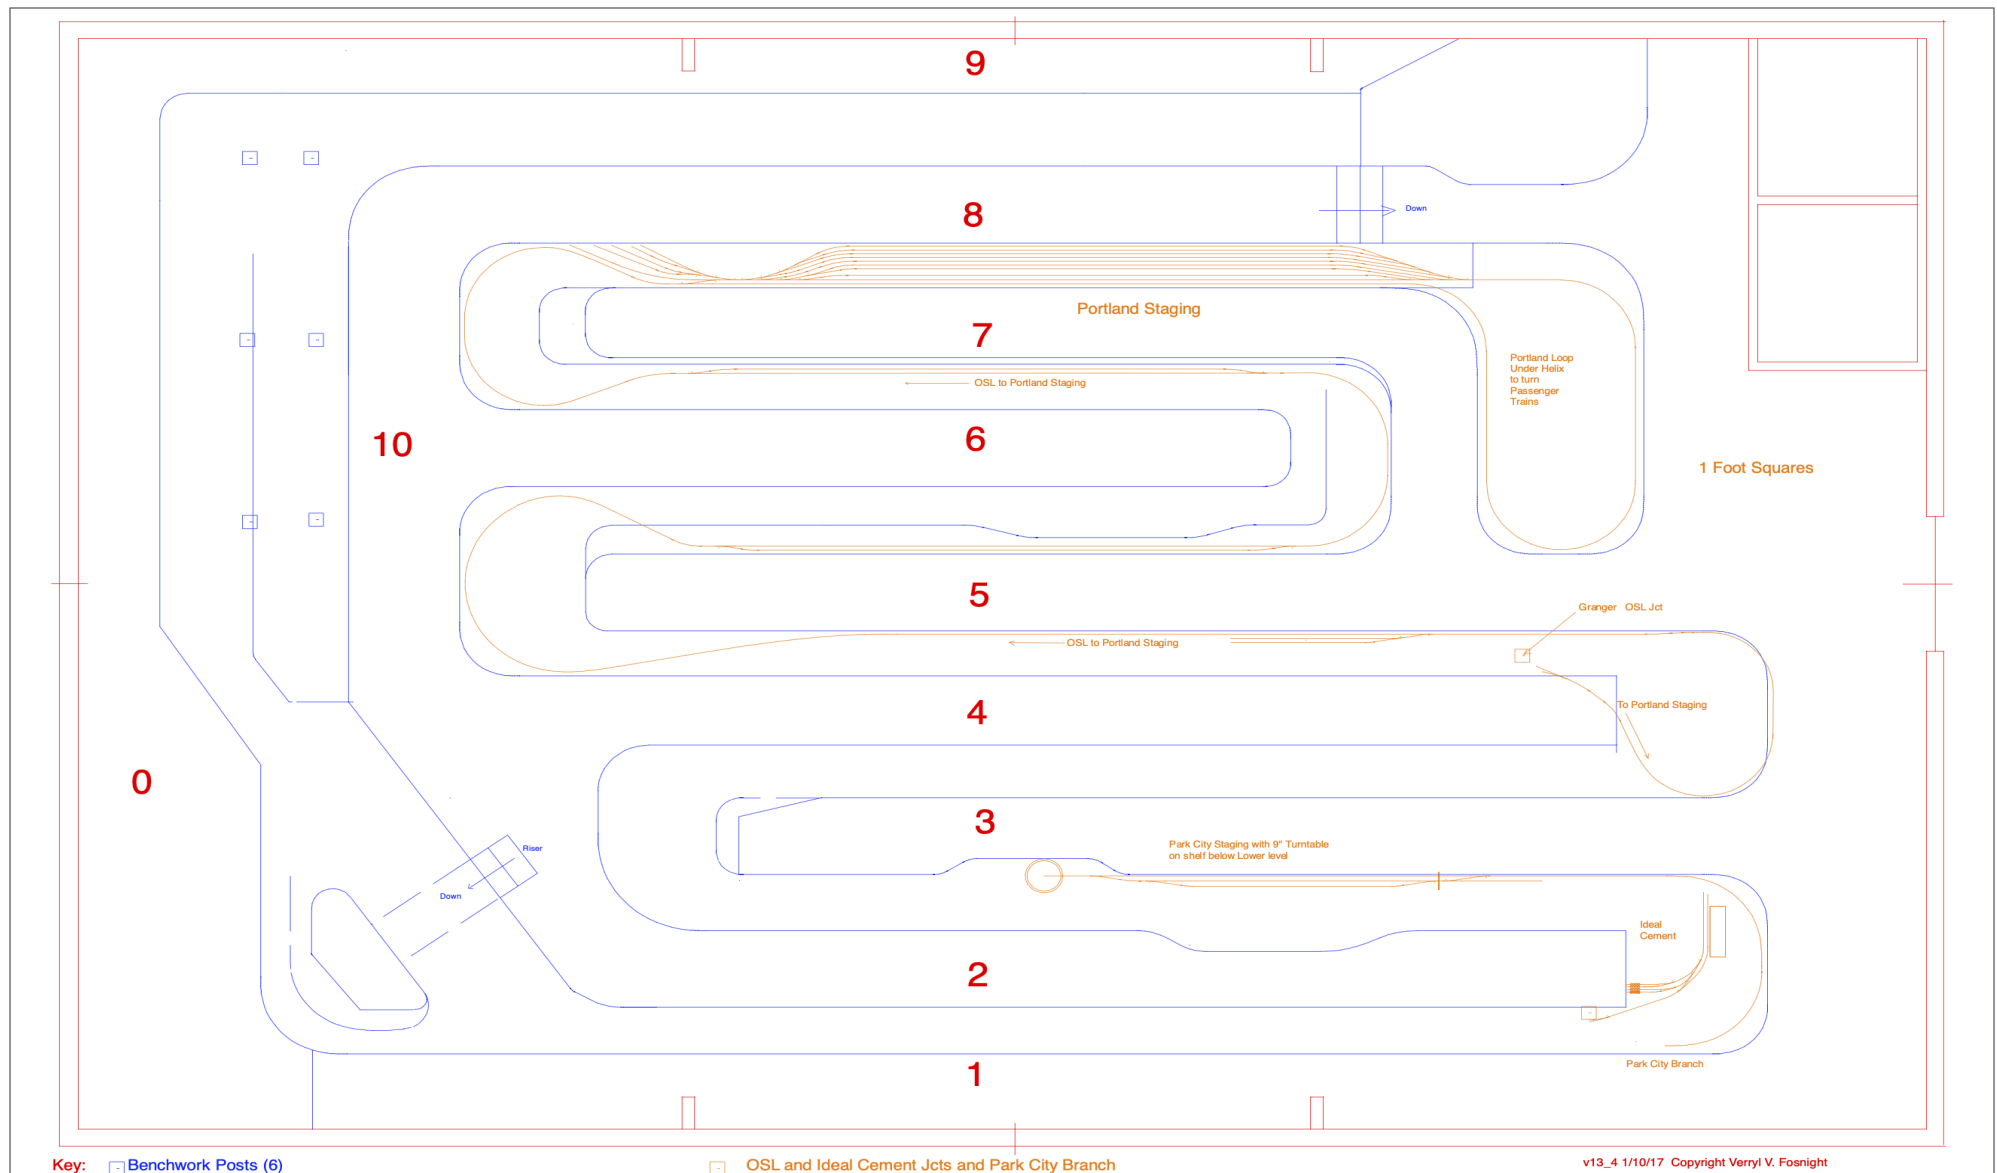 9
8
Down
Portland Staging
7
Portland Loop
Under Helix
to turn
Passenger
Trains
OSL to Portland Staging
10
6
1 Foot Squares
5
Granger OSL Jct
OSL to Portland Staging
4
To Portland Staging
0
3
Park City Staging with 9" Turntable
on shelf below Lower level
Riser
Down
Ideal
Cement
2
Park City Branch
1
Key:
Benchwork Posts (6)
OSL and Ideal Cement Jcts and Park City Branch
v13_4 1/10/17 Copyright Verryl V. Fosnight